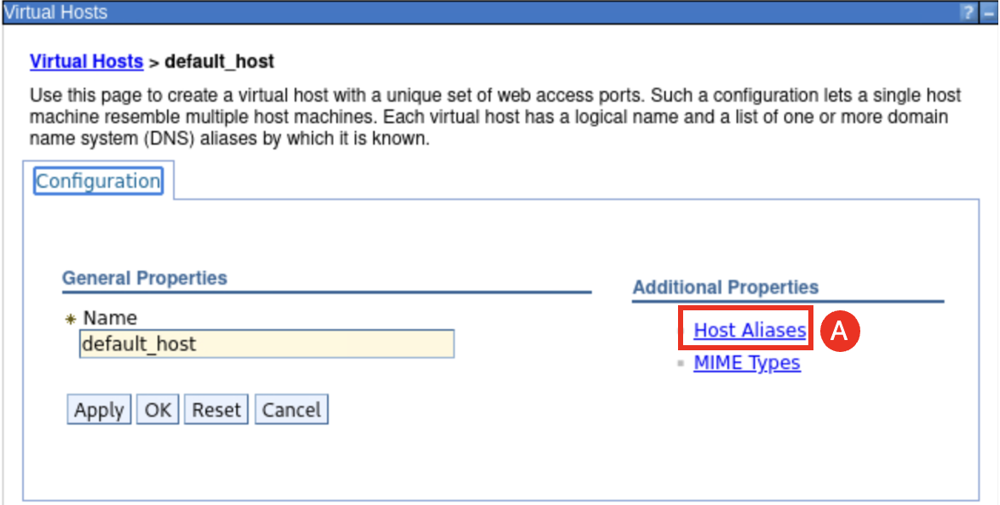 Virtual Hosts
? –
Virtual Hosts > default_host
Use this page to create a virtual host with a unique set of web access ports. Such a configuration lets a single host
machine resemble multiple host machines. Each virtual host has a logical name and a list of one or more domain
name system (DNS) aliases by which it is known.
Configuration
General Properties
* Name
default_host
Apply OK Reset Cancel
Additional Properties
Host Aliases A
MIME Types